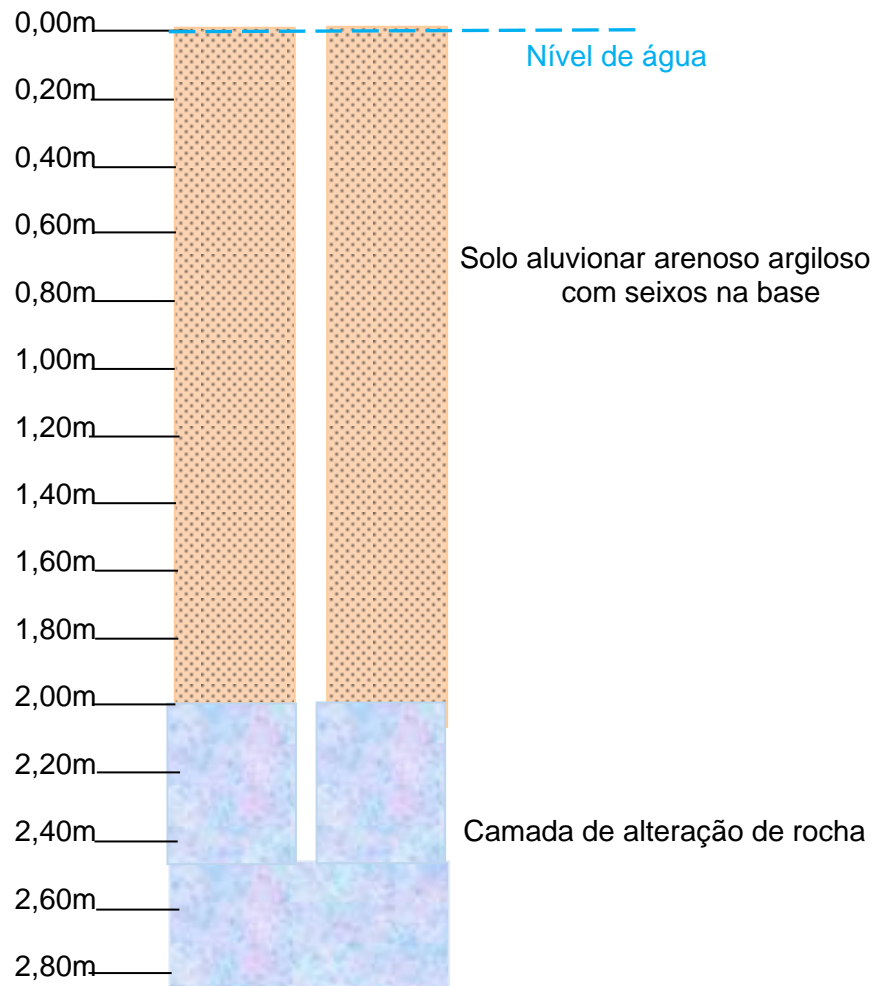 0,00m
Nível de água
0,20m
0,40m
0,60m
Solo aluvionar arenoso argiloso
0,80m
com seixos na base
1,00m
1,20m
1,40m
1,60m
1,80m
2,00m
2,20m
2,40m
Camada de alteração de rocha
2,60m
2,80m